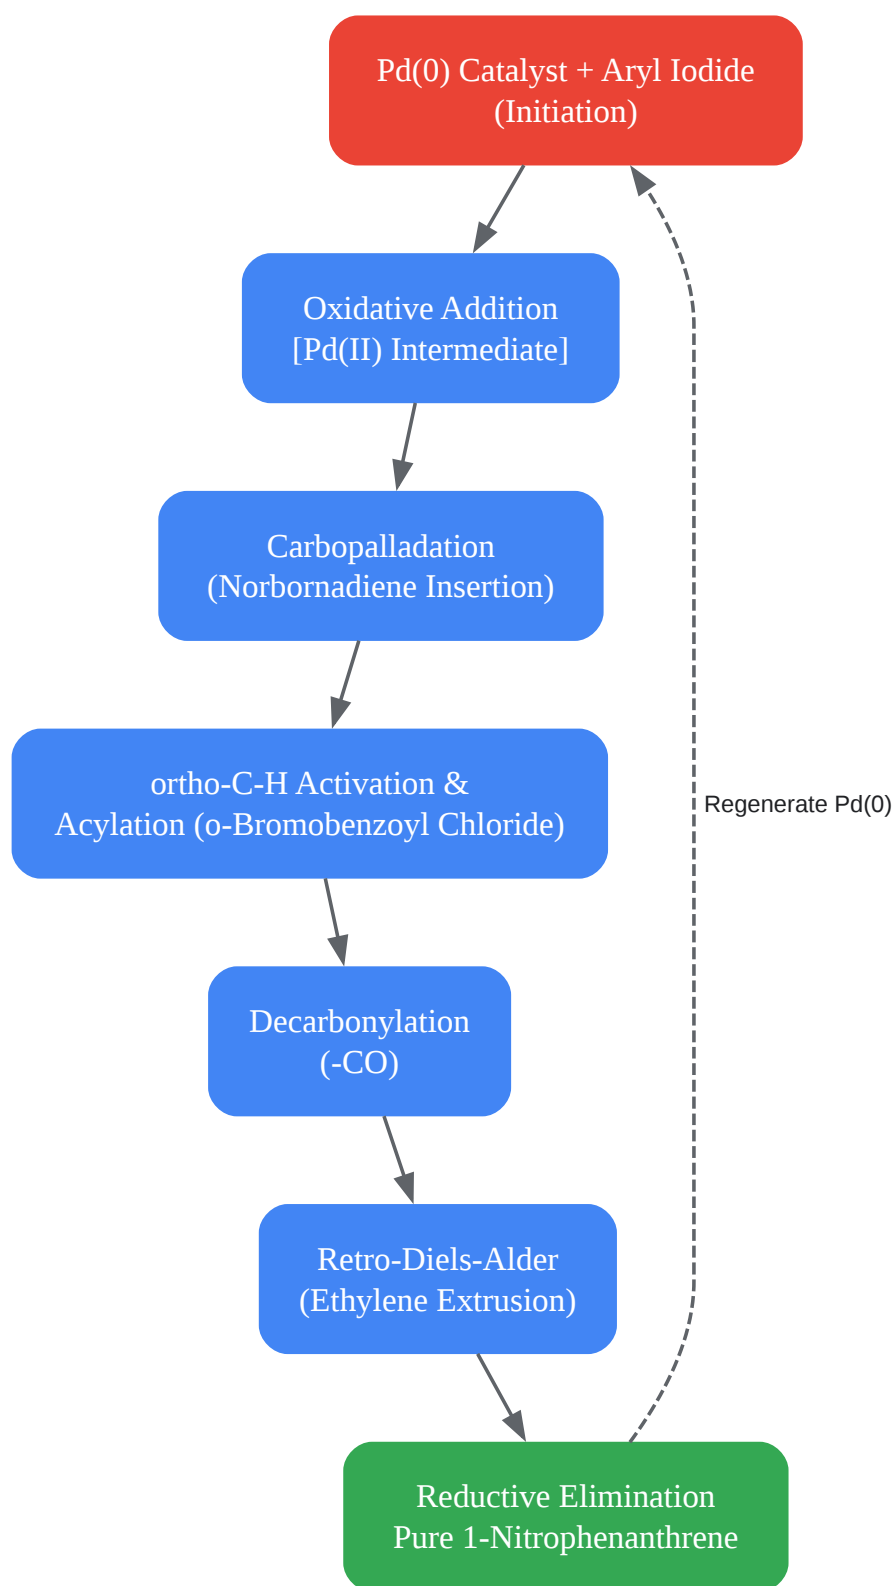 Pd(0) Catalyst + Aryl Iodide
(Initiation)
Oxidative Addition
[Pd(II) Intermediate]
Carbopalladation
(Norbornadiene Insertion)
ortho-C-H Activation &
Acylation (o-Bromobenzoyl Chloride)
Regenerate Pd(0)
Decarbonylation
(-CO)
Retro-Diels-Alder
(Ethylene Extrusion)
Reductive Elimination
Pure 1-Nitrophenanthrene